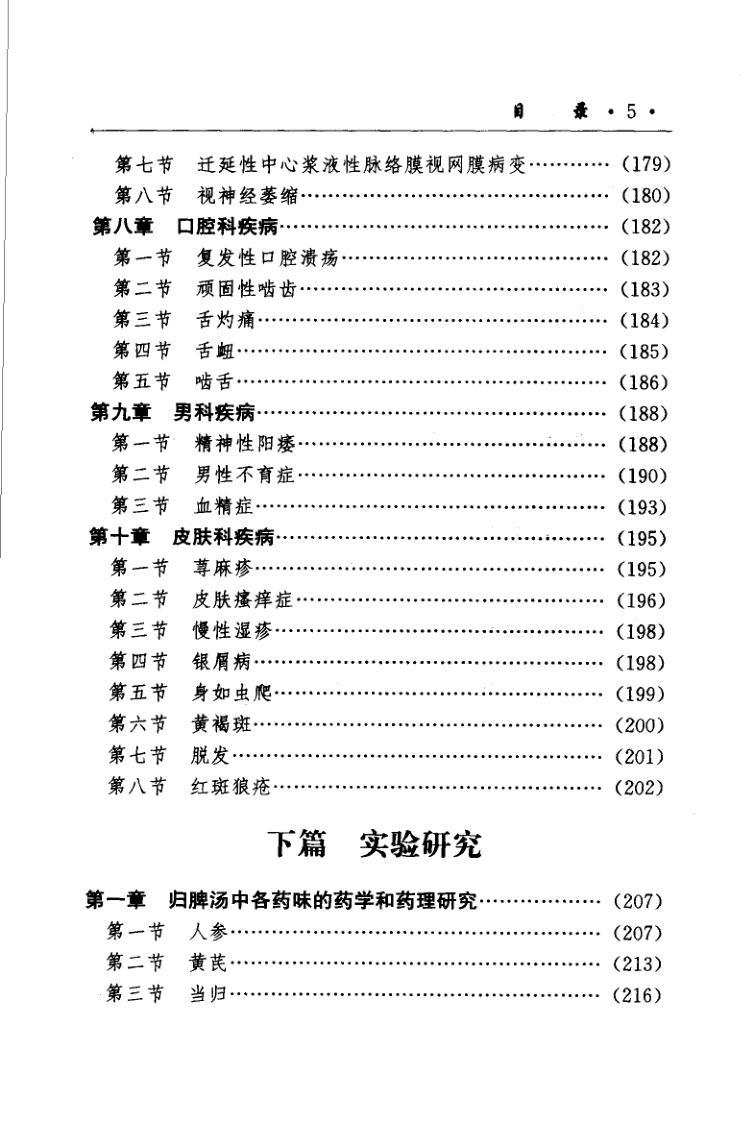 目 录 · 5 ·
第七节 迁延性中心浆液性脉络膜视网膜病变………… (179)
第八节 视神经萎缩………………………………………… (180)
第八章 口腔科疾病…………………………………………… (182)
第一节 复发性口腔溃疡…………………………………… (182)
第二节 顽固性啮齿………………………………………… (183)
第三节 舌灼痛……………………………………………… (184)
第四节 舌衄………………………………………………… (185)
第五节 啮舌………………………………………………… (186)
第九章 男科疾病……………………………………………… (188)
第一节 精神性阳痿………………………………………… (188)
第二节 男性不育症………………………………………… (190)
第三节 血精症……………………………………………… (193)
第十章 皮肤科疾病…………………………………………… (195)
第一节 荨麻疹……………………………………………… (195)
第二节 皮肤瘙痒症………………………………………… (196)
第三节 慢性湿疹…………………………………………… (198)
第四节 银屑病……………………………………………… (198)
第五节 身如虫爬…………………………………………… (199)
第六节 黄褐斑……………………………………………… (200)
第七节 脱发………………………………………………… (201)
第八节 红斑狼疮…………………………………………… (202)
下篇 实验研究
第一章 归脾汤中各药味的药学和药理研究……………… (207)
第一节 人参………………………………………………… (207)
第二节 黄芪………………………………………………… (213)
第三节 当归………………………………………………… (216)